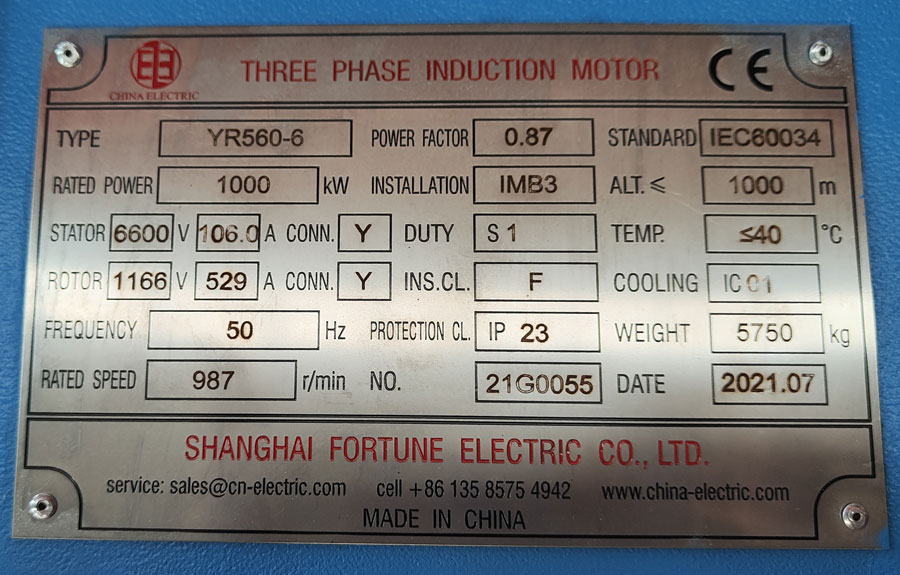 CHINA ELECTRIC
THREE PHASE INDUCTION MOTOR CE
TYPE YR560-6 POWER FACTOR 0.87 STANDARD IEC60034
RATED POWER 1000 kW INSTALLATION IMB3 ALT.≤ 1000 m
STATOR 6600 V 106.0 A CONN. Y DUTY S1 TEMP. ≤40 °C
ROTOR 1166 V 529 A CONN. Y INS.CL. F COOLING IC 01
FREQUENCY 50 Hz PROTECTION CL. IP 23 WEIGHT 5750 kg
RATED SPEED 987 r/min NO. 21G0055 DATE 2021.07
SHANGHAI FORTUNE ELECTRIC CO., LTD.
service: sales@cn-electric.com cell +86 135 8575 4942 www.china-electric.com
MADE IN CHINA